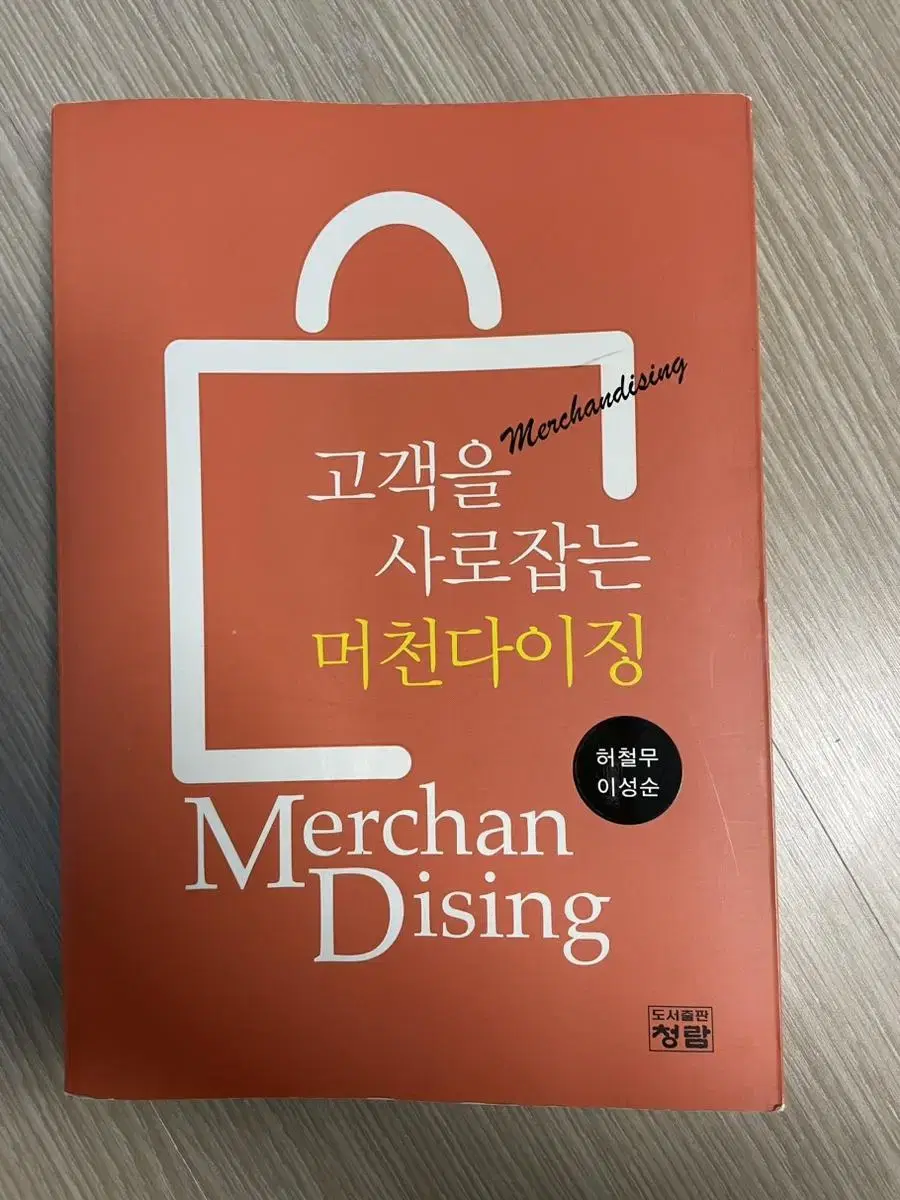 Merchandising
고객을
사로잡는
머천다이징
허철무
이성순
Merchan
Dising
도서출판
청람